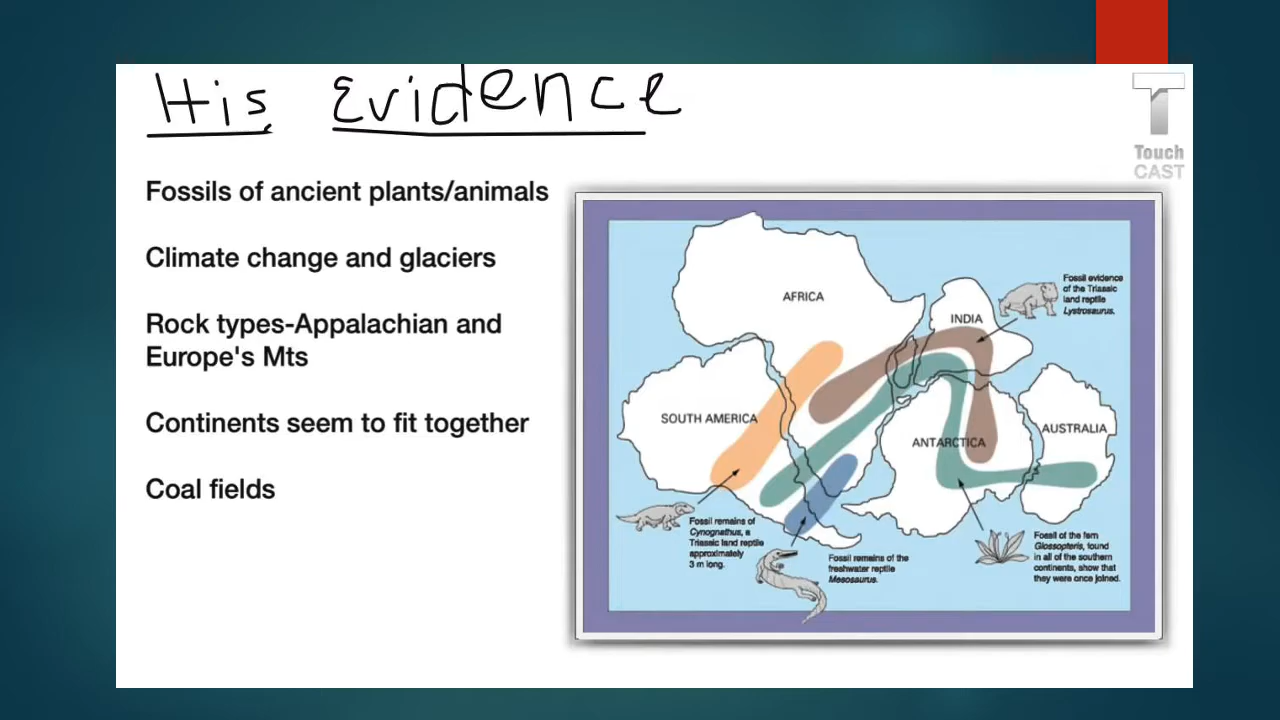 His Evidence
Touch
CAST
Fossils of ancient plants/animals
Climate change and glaciers
Rock types-Appalachian and
Europe's Mts
Continents seem to fit together
Coal fields
AFRICA
INDIA
Fossil evidence
of the Triassic
land reptile
Lystrosaurus.
SOUTH AMERICA
ANTARCTICA
AUSTRALIA
Fossil remains of
Cynognathus, a
Triassic land reptile
approximately
3 m long.
Fossil remains of the
freshwater reptile
Mesosaurus.
Fossil of the fern
Glossopteris, found
in all of the southern
continents, show that
they were once joined.